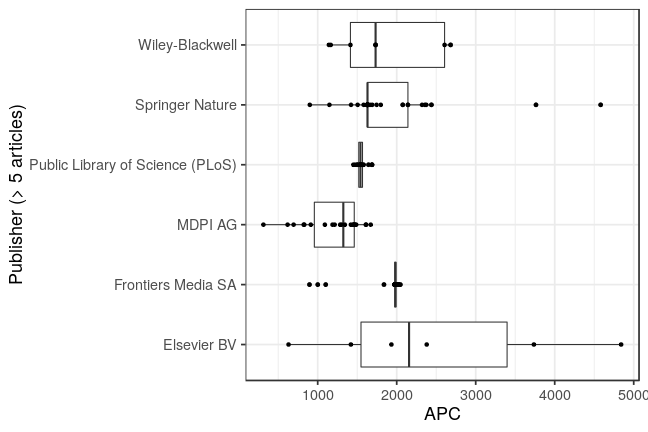 Publisher (> 5 articles)
Wiley-Blackwell
Springer Nature
Public Library of Science (PLoS)
MDPI AG
Frontiers Media SA
Elsevier BV
1000 2000 3000 4000 5000
APC